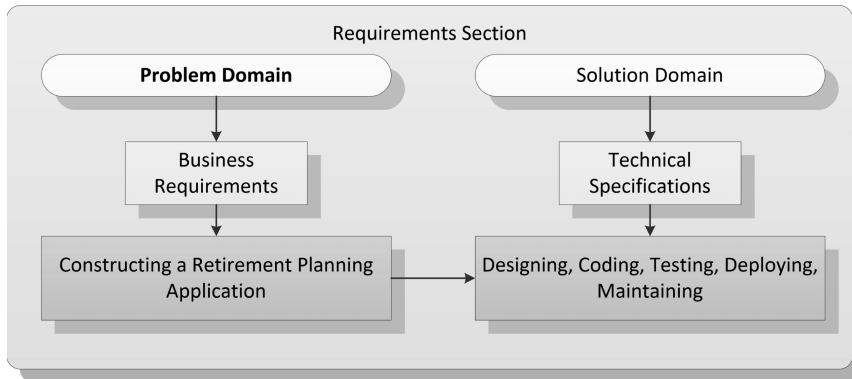 Requirements Section
Problem Domain
Solution Domain
Business
Requirements
Technical
Specifications
Constructing a Retirement Planning
Application
Designing, Coding, Testing, Deploying,
Maintaining